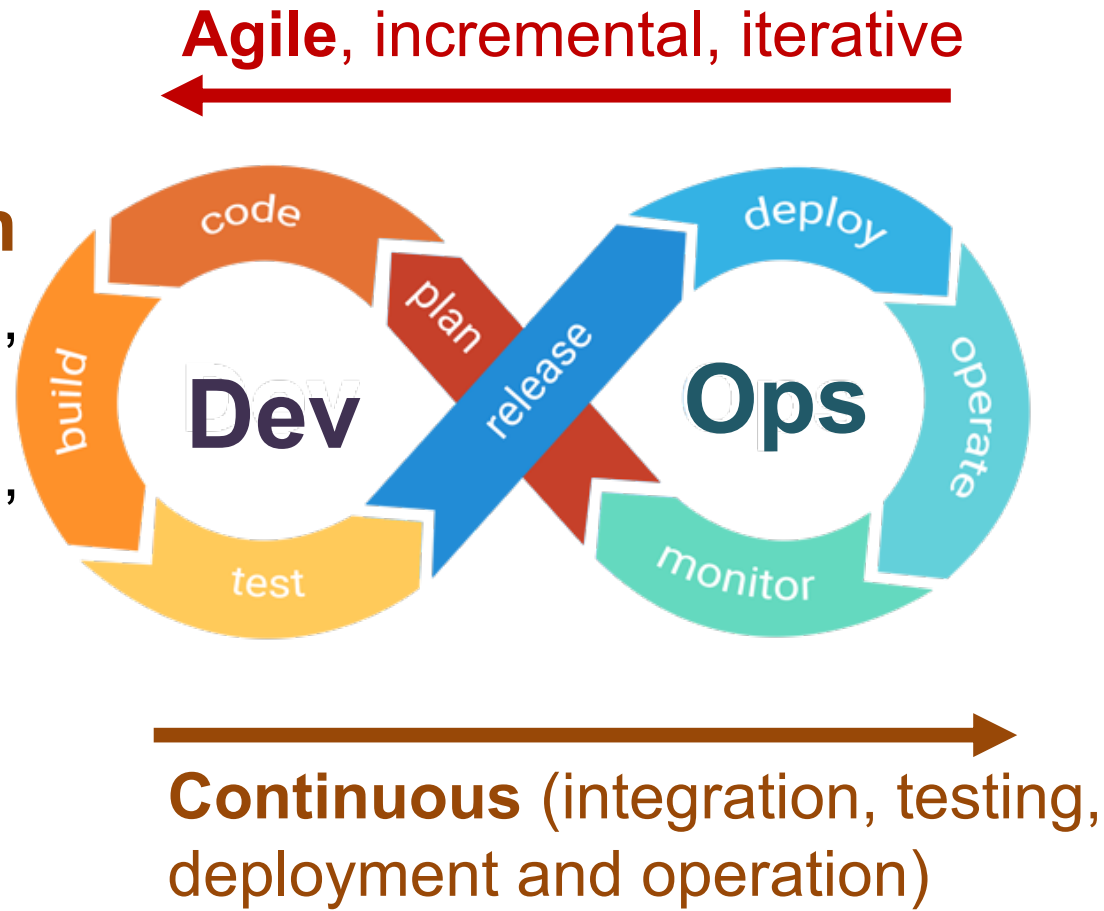 Agile, incremental, iterative
n
,
,
code
plan
build
Dev
test
release
deploy
Ops
operate
monitor
Continuous (integration, testing,
deployment and operation)